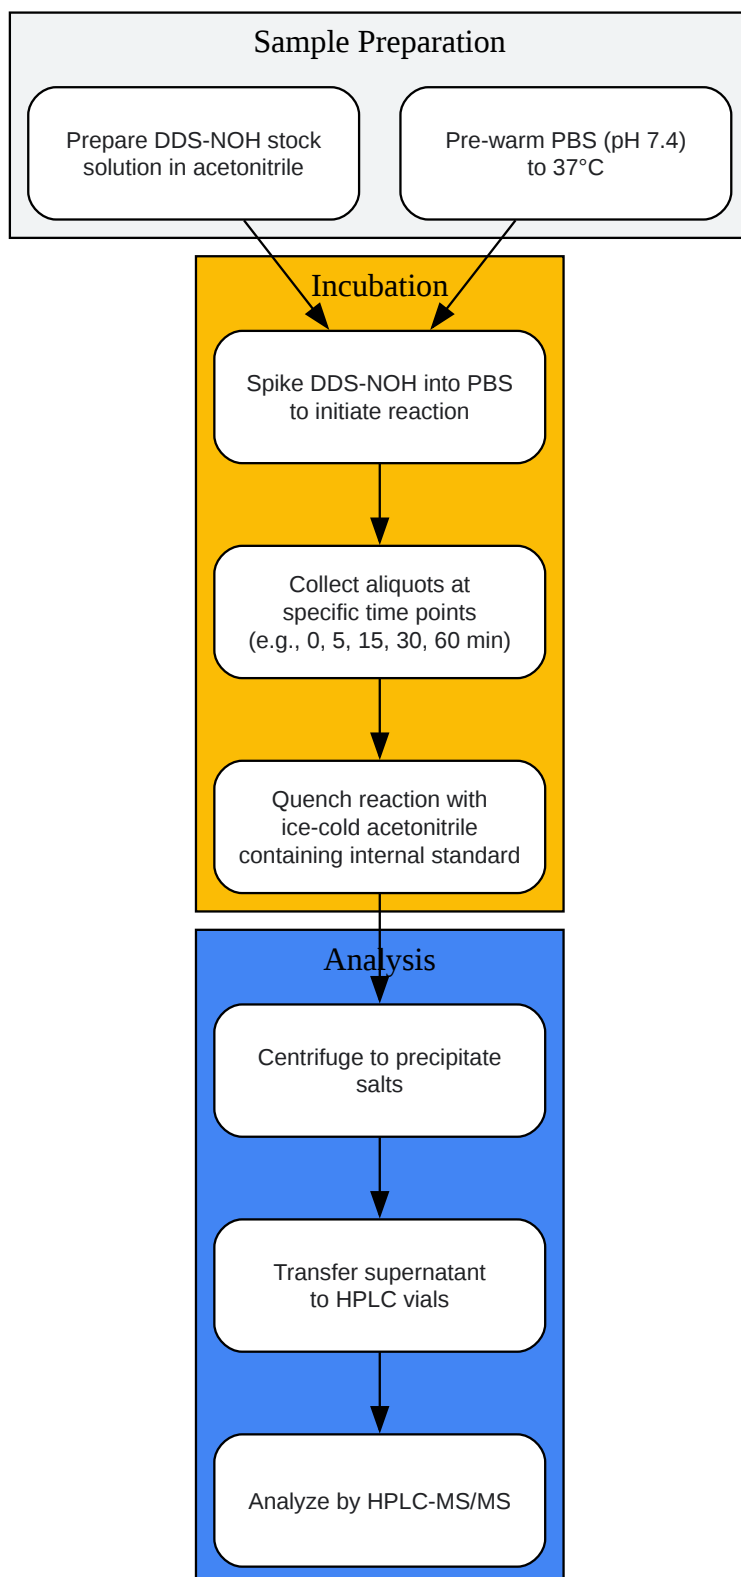 Sample Preparation
Prepare DDS-NOH stock
solution in acetonitrile
Pre-warm PBS (pH 7.4)
to 37°C
Incubation
Spike DDS-NOH into PBS
to initiate reaction
Collect aliquots at
specific time points
(e.g., 0, 5, 15, 30, 60 min)
Quench reaction with
ice-cold acetonitrile
containing internal standard
Analysis
Centrifuge to precipitate
salts
Transfer supernatant
to HPLC vials
Analyze by HPLC-MS/MS